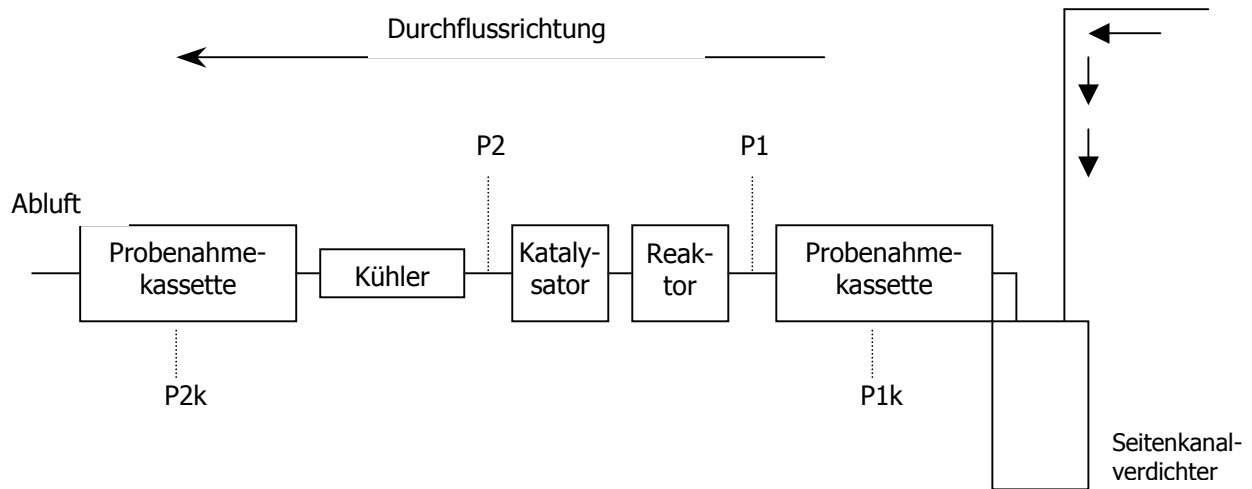 Durchflussrichtung
P2
P1
Abluft
Probenahme-
kassette
Kühler
Kataly-
sator
Reak-
tor
Probenahme-
kassette
P2k
P1k
Seitenkanal-
verdichter